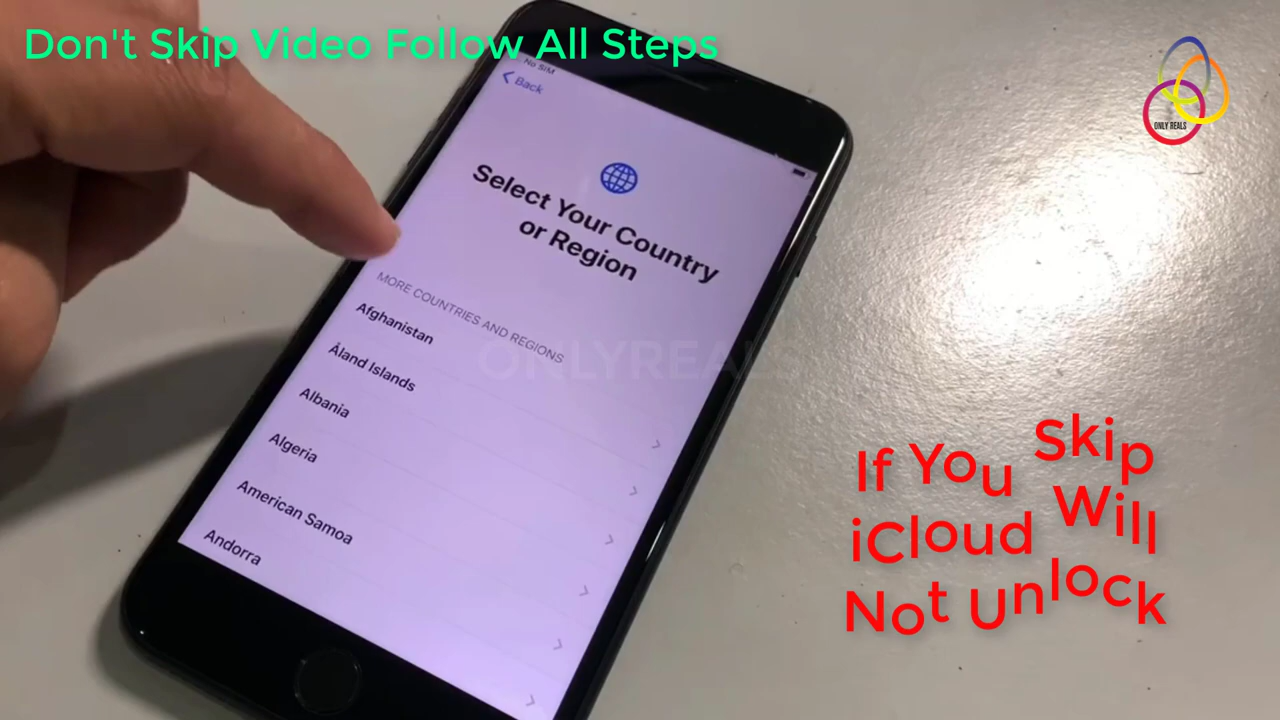 Don't Skip Video Follow All Steps
ONLY REALS
No SIM
Back
Select Your Country
or Region
MORE COUNTRIES AND REGIONS
Afghanistan
Åland Islands
Albania
Algeria
American Samoa
Andorra
ONLYREALS
If You Skip
iCloud Will
Not Unlock